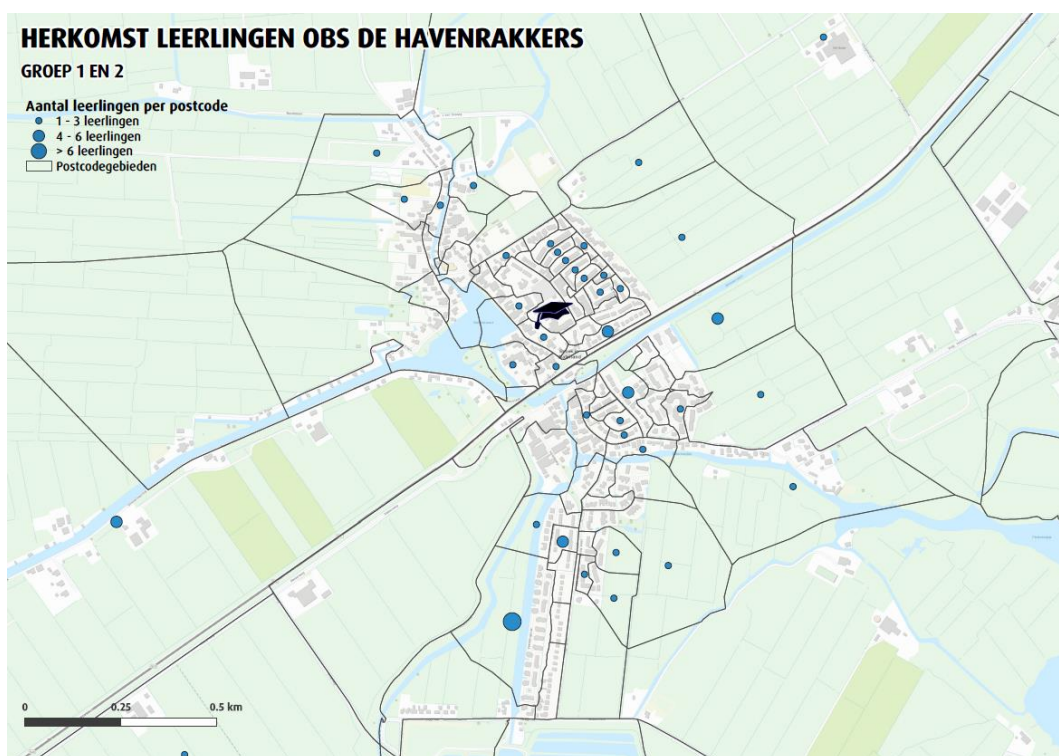 HERKOMST LEERLINGEN OBS DE HAVENRAKKERS
GROEP 1 EN 2
Aantal leerlingen per postcode
1 - 3 leerlingen
4 - 6 leerlingen
> 6 leerlingen
Postcodegebieden
0
0.25
0.5 km